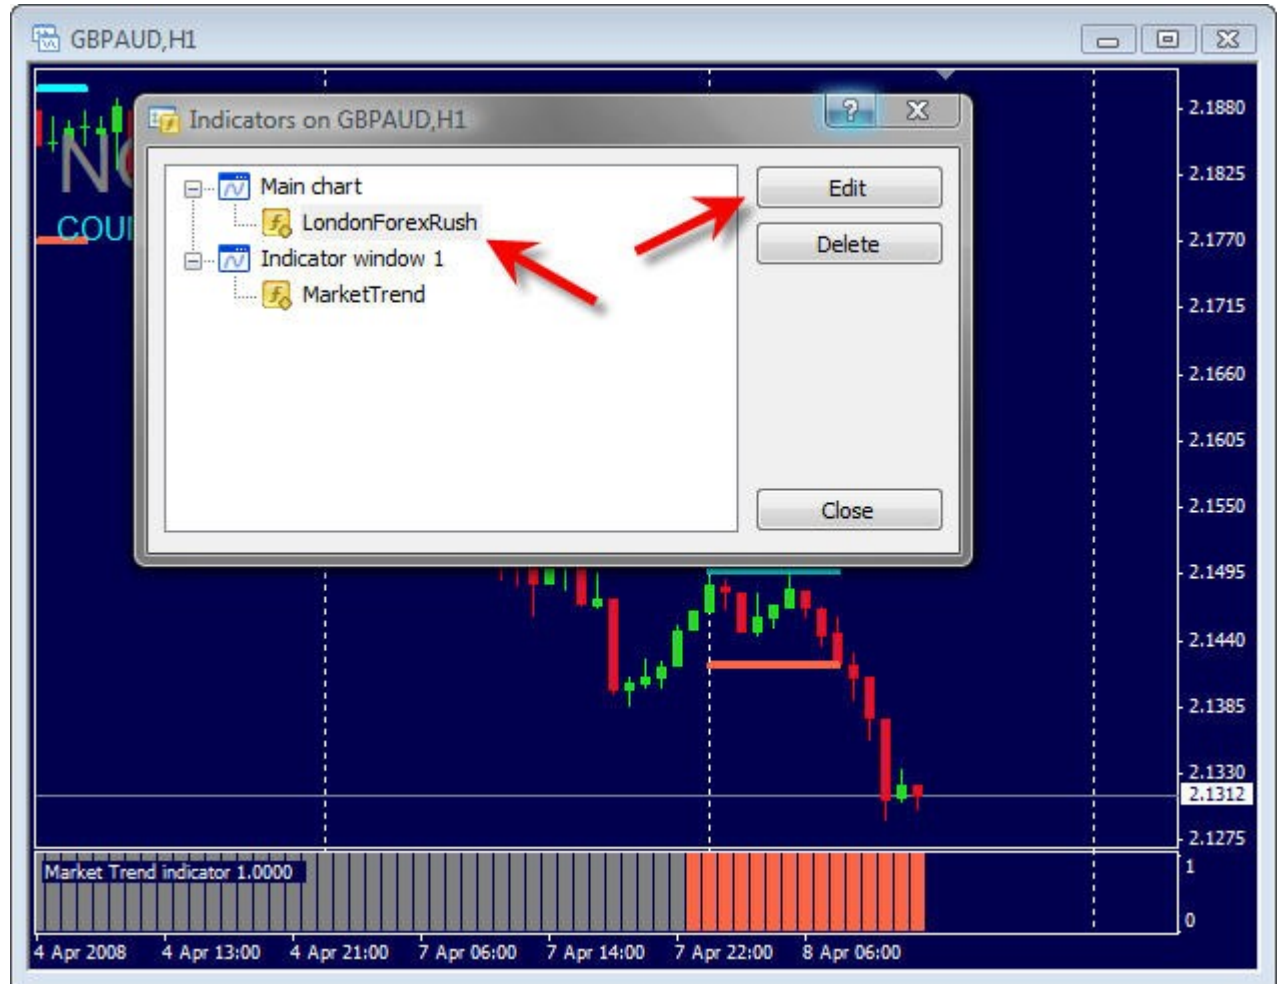 GBPAUD,H1
Indicators on GBPAUD,H1
Main chart
LondonForexRush
Indicator window 1
MarketTrend
Edit
Delete
Close
2.1880
2.1825
2.1770
2.1715
2.1660
2.1605
2.1550
2.1495
2.1440
2.1385
2.1330
2.1312
2.1275
Market Trend indicator 1.0000
1
0
4 Apr 2008 4 Apr 13:00 4 Apr 21:00 7 Apr 06:00 7 Apr 14:00 7 Apr 22:00 8 Apr 06:00